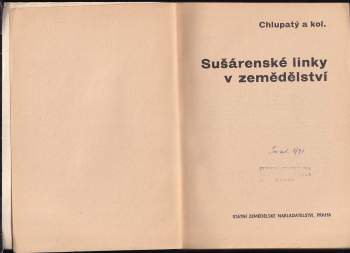 Chlupatý a kol.
Sušárenské linky
v zemědělství
STÁTNÍ ZEMĚDĚLSKÉ NAKLADATELSTVÍ, PRAHA